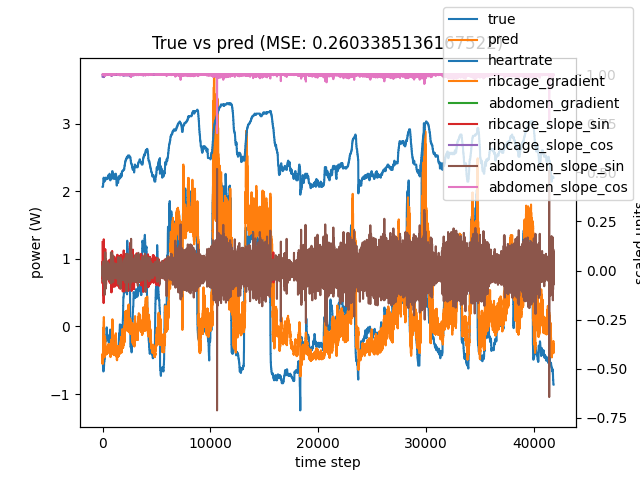 True vs pred (MSE: 0.2603385136167522)
true
pred
heartrate
ribcage_gradient
abdomen_gradient
ribcage_slope_sin
ribcage_slope_cos
abdomen_slope_sin
abdomen_slope_cos
power (W)
3
2
1
0
−1
1.00
0.75
0.50
0.25
0.00
−0.25
−0.50
−0.75
scaled units
0
10000
20000
30000
40000
time step